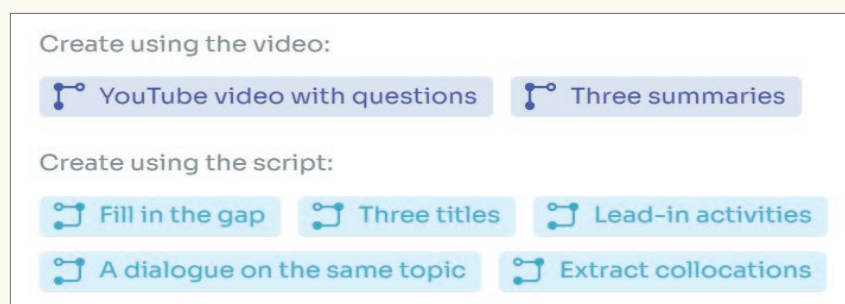 Create using the video:
YouTube video with questions Three summaries
Create using the script:
Fill in the gap Three titles Lead-in activities
A dialogue on the same topic Extract collocations